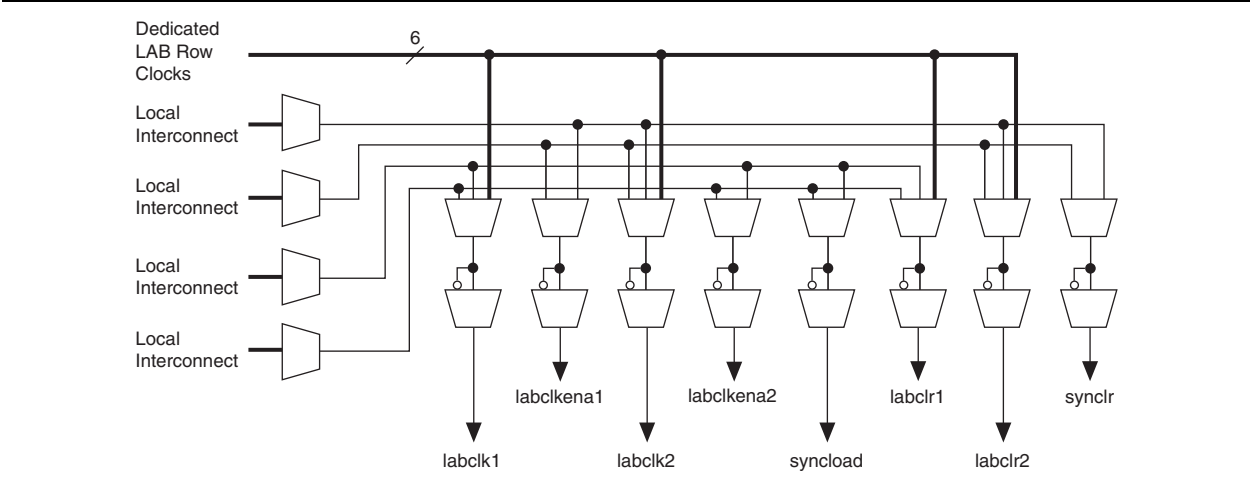 Dedicated
LAB Row
Clocks
6
Local
Interconnect
Local
Interconnect
Local
Interconnect
Local
Interconnect
labclkena1
labclkena2
labclr1
synclr
labclk1
labclk2
syncload
labclr2